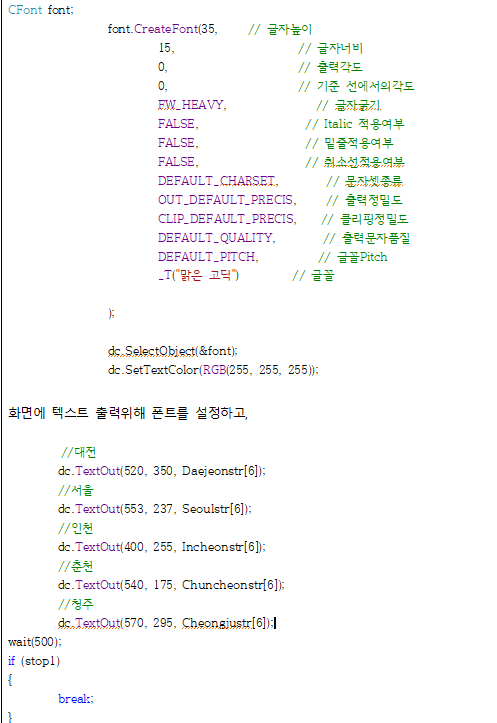 CFont font;
font.CreateFont(35, // 글자높이
15, // 글자너비
0, // 출력각도
0, // 기준 선에서의각도
FW_HEAVY, // 글자굵기
FALSE, // Italic 적용여부
FALSE, // 밑줄적용여부
FALSE, // 취소선적용여부
DEFAULT_CHARSET, // 문자셋종류
OUT_DEFAULT_PRECIS, // 출력정밀도
CLIP_DEFAULT_PRECIS, // 클리핑정밀도
DEFAULT_QUALITY, // 출력문자품질
DEFAULT_PITCH, // 글꼴Pitch
_T("맑은 고딕") // 글꼴
);
dc.SelectObject(&font);
dc.SetTextColor(RGB(255, 255, 255));
화면에 텍스트 출력위해 폰트를 설정하고,
//대전
dc.TextOut(520, 350, Daejeonstr[6]);
//서울
dc.TextOut(553, 237, Seoulstr[6]);
//인천
dc.TextOut(400, 255, Incheonstr[6]);
//춘천
dc.TextOut(540, 175, Chuncheonstr[6]);
//청주
dc.TextOut(570, 295, Cheongjustr[6]);
wait(500);
if (stop1)
{
break;
}